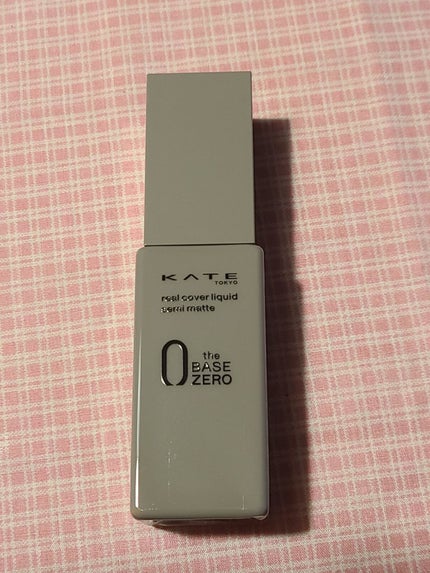 KATE
TOKYO
real cover liquid
semi matte
0 the
BASE
ZERO